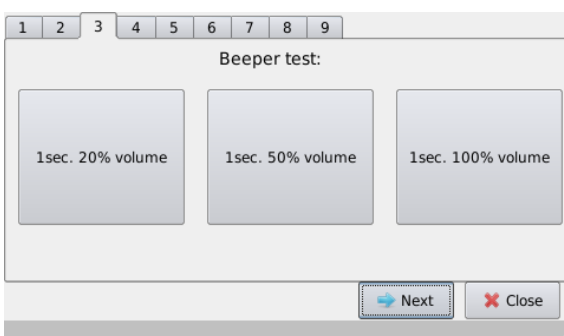 1 2 3 4 5 6 7 8 9
Beeper test:
1sec. 20% volume 1sec. 50% volume 1sec. 100% volume
Next Close